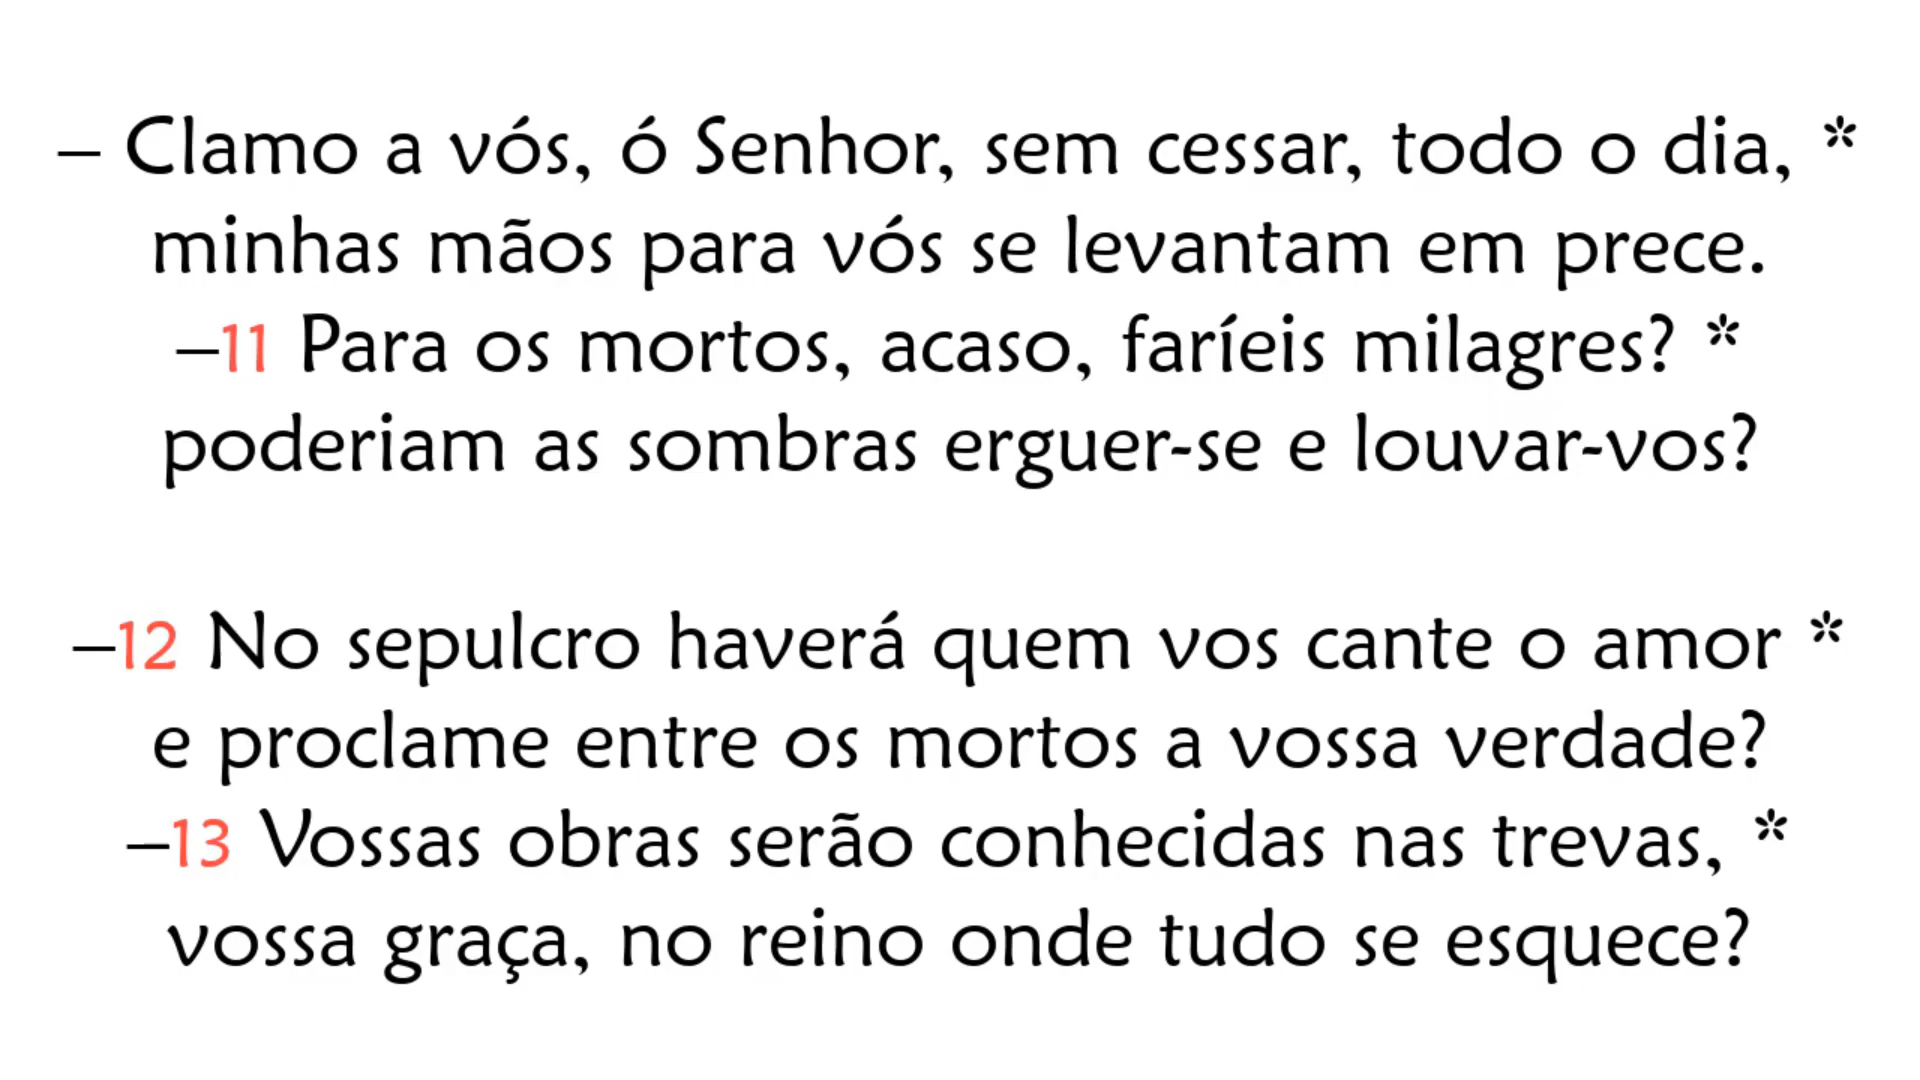 – Clamo a vós, ó Senhor, sem cessar, todo o dia, *
minhas mãos para vós se levantam em prece.
–11 Para os mortos, acaso, faríeis milagres? *
poderiam as sombras erguer-se e louvar-vos?
–12 No sepulcro haverá quem vos cante o amor *
e proclame entre os mortos a vossa verdade?
–13 Vossas obras serão conhecidas nas trevas, *
vossa graça, no reino onde tudo se esquece?